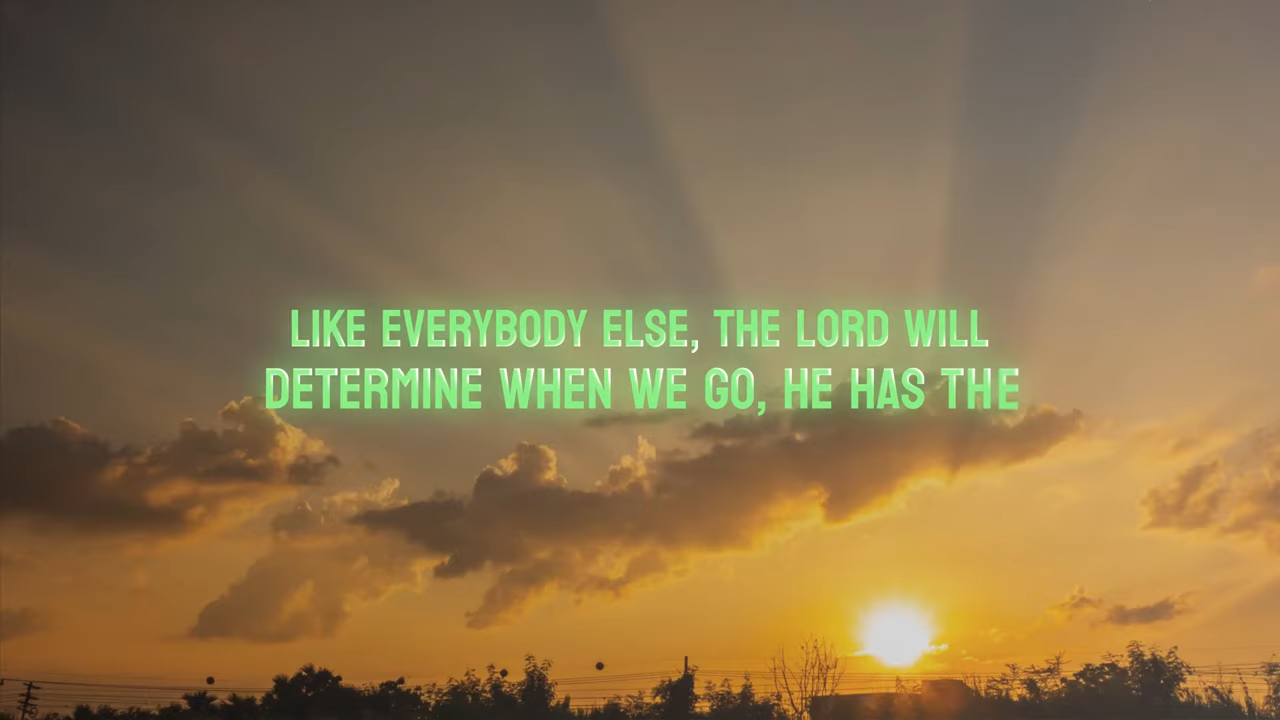 LIKE EVERYBODY ELSE, THE LORD WILL
DETERMINE WHEN WE GO, HE HAS THE